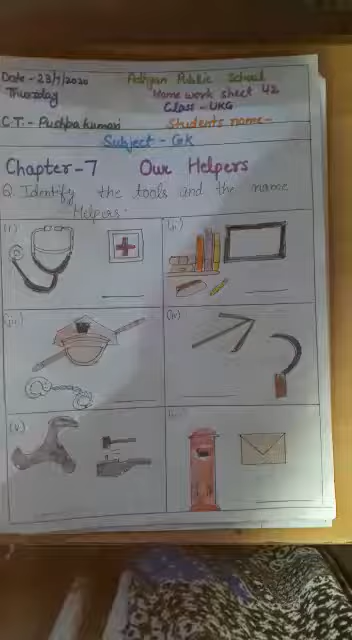 Date - 23/7/2020 Adityan Public School
Thursday Home work sheet 42
Class - UKG
C.T. - Pushpa kumari Students name -
Subject - GK
Chapter-7 Our Helpers
Q. Identify the tools and the name
Helpers.
(i) (ii)
(iii) (iv)
(v)